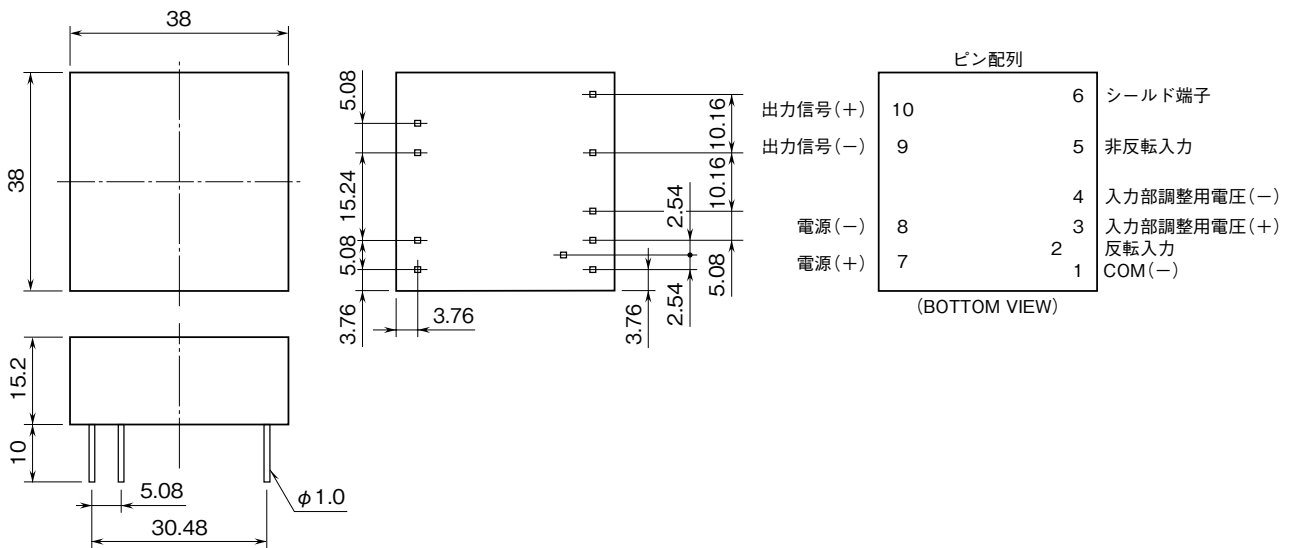 38
38
15.2
10
5.08
30.48
φ1.0
5.08
15.24
5.08
3.76
3.76
10.16
10.16
2.54
5.08
2.54
3.76
ピン配列
出力信号(+) 10
出力信号(-) 9
電源(-) 8
電源(+) 7
6 シールド端子
5 非反転入力
4 入力部調整用電圧(-)
3 入力部調整用電圧(+)
2 反転入力
1 COM(-)
(BOTTOM VIEW)